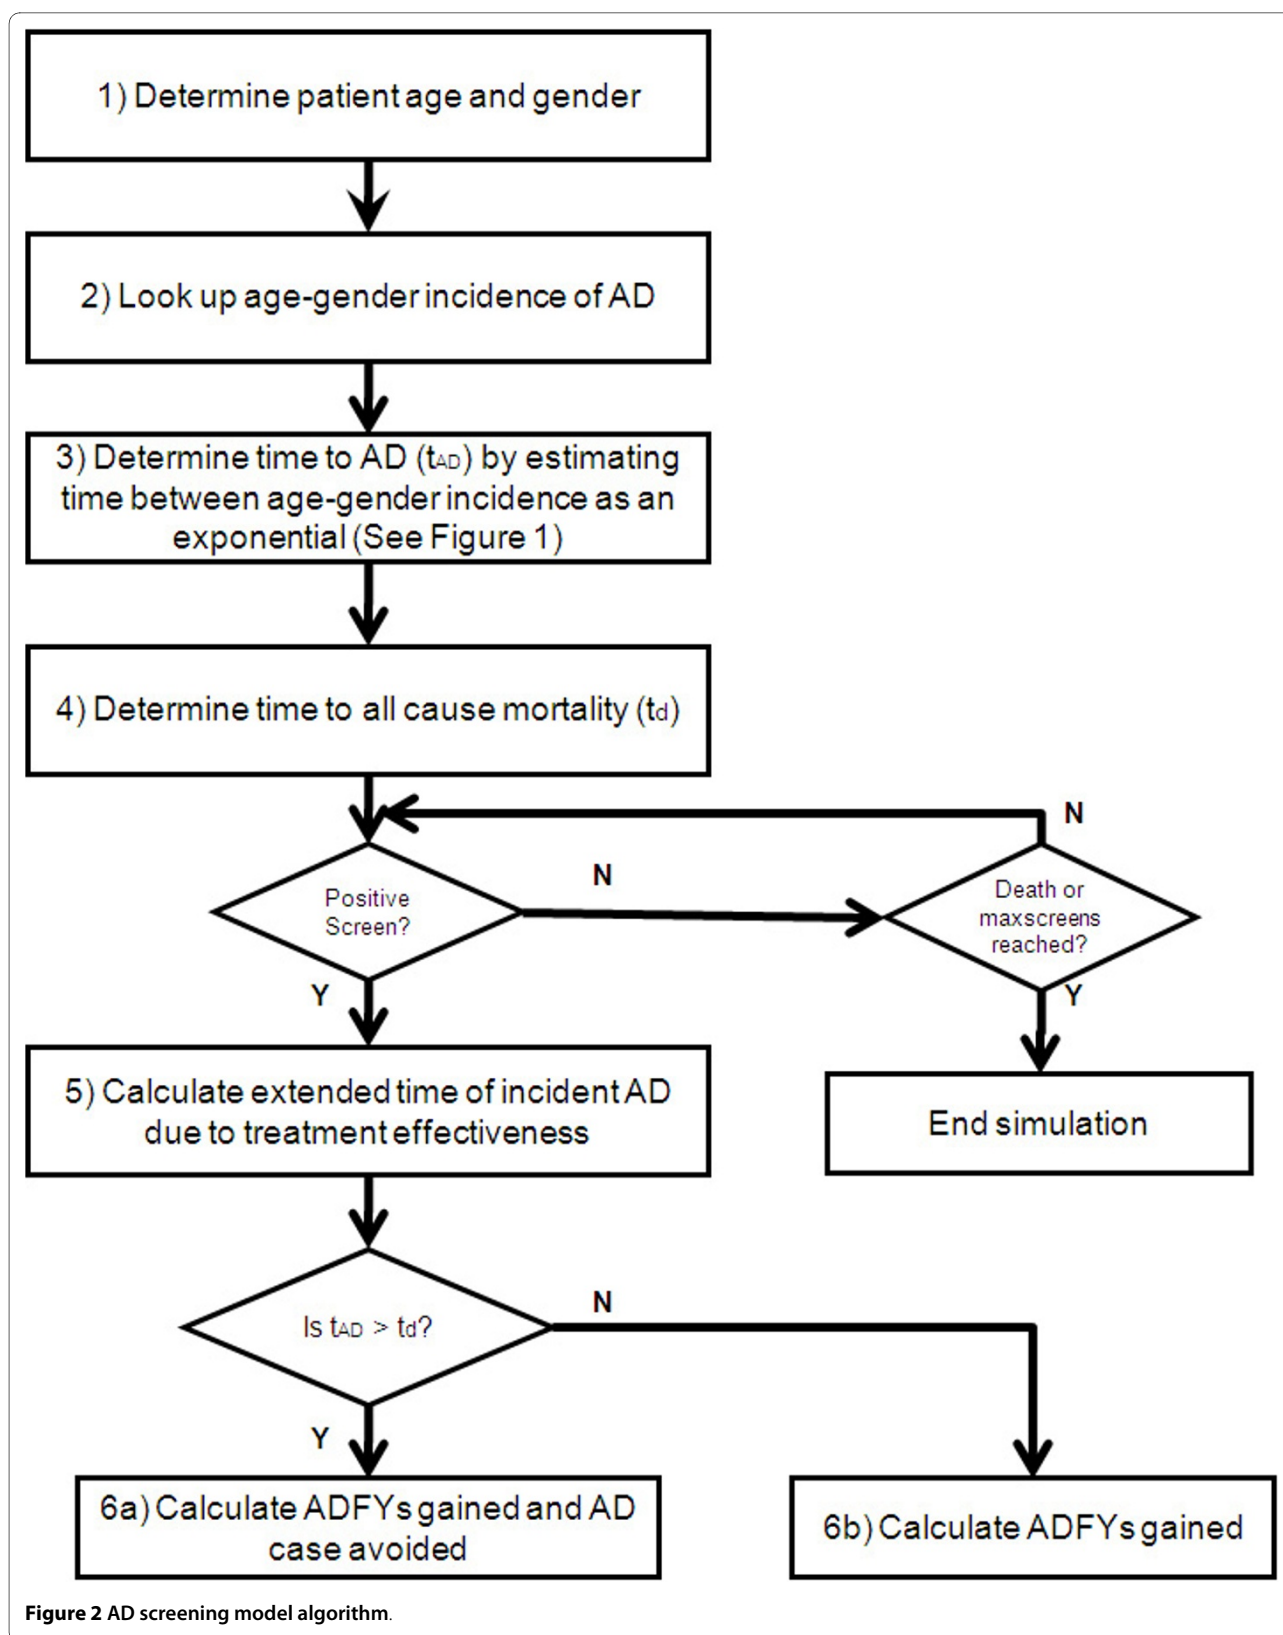 1) Determine patient age and gender
2) Look up age-gender incidence of AD
3) Determine time to AD (tAD) by estimating
time between age-gender incidence as an
exponential (See Figure 1)
4) Determine time to all cause mortality (td)
N
N
Positive
Screen?
Death or
maxscreens
reached?
Y
Y
5) Calculate extended time of incident AD
due to treatment effectiveness
End simulation
N
Is tAD > td?
Y
6a) Calculate ADFYs gained and AD
case avoided
6b) Calculate ADFYs gained
Figure 2 AD screening model algorithm.